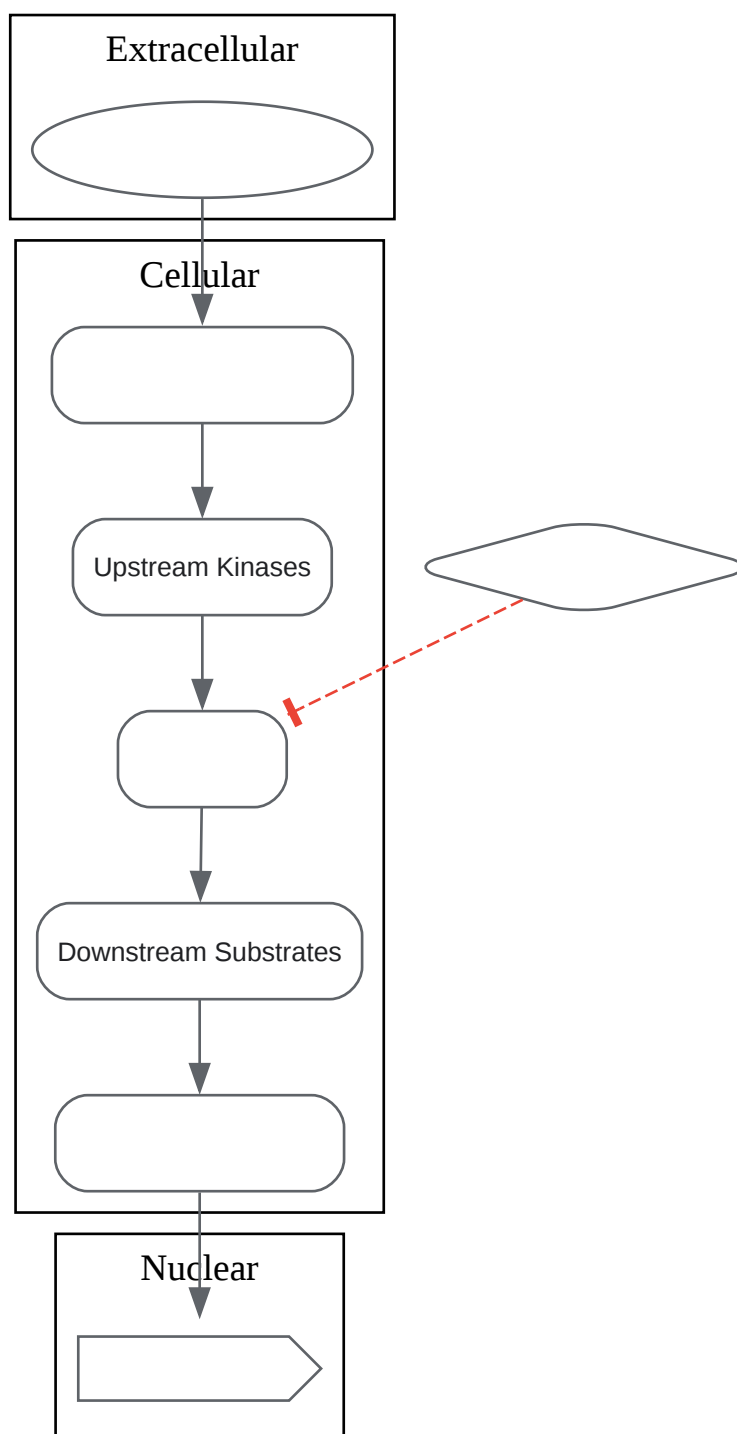 Extracellular
Cellular
Upstream Kinases
Downstream Substrates
Nuclear